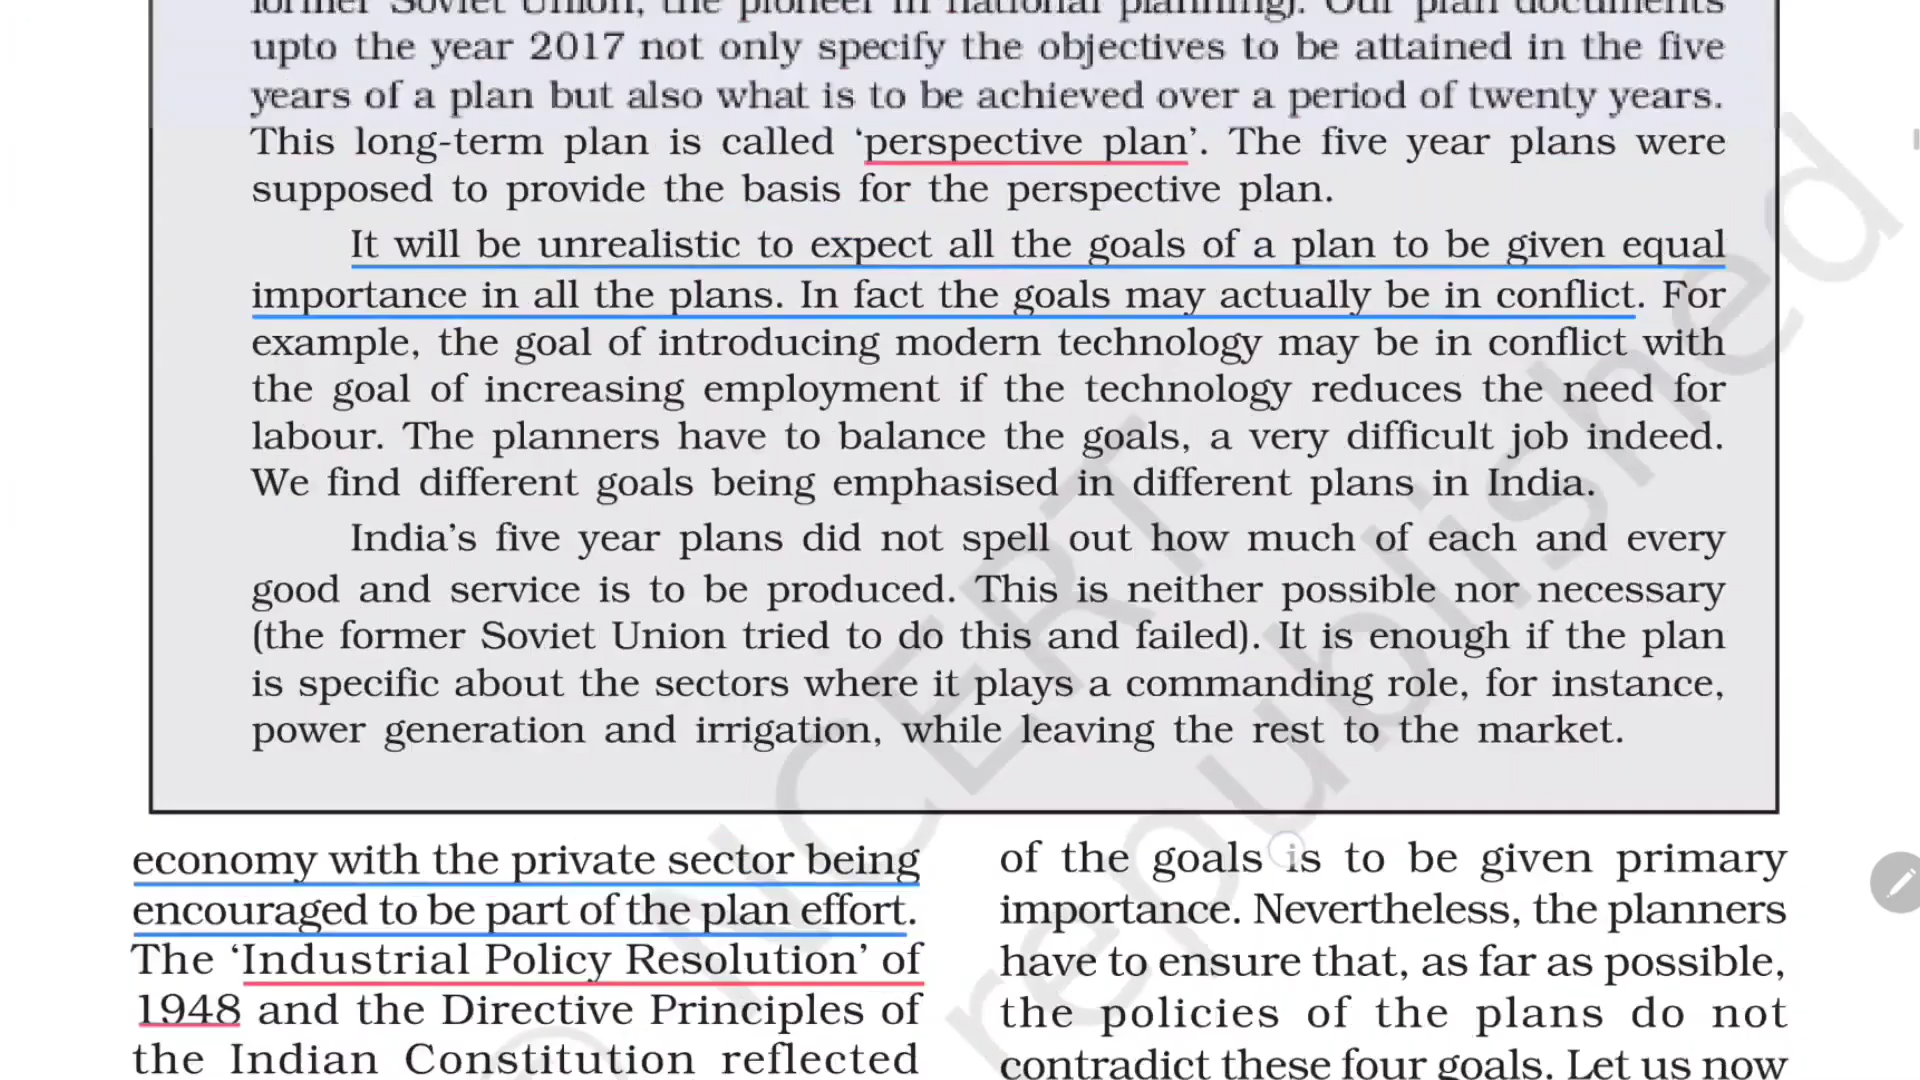 former Soviet Union, the pioneer in national planning). Our plan documents
upto the year 2017 not only specify the objectives to be attained in the five
years of a plan but also what is to be achieved over a period of twenty years.
This long-term plan is called ‘perspective plan’. The five year plans were
supposed to provide the basis for the perspective plan.
It will be unrealistic to expect all the goals of a plan to be given equal
importance in all the plans. In fact the goals may actually be in conflict. For
example, the goal of introducing modern technology may be in conflict with
the goal of increasing employment if the technology reduces the need for
labour. The planners have to balance the goals, a very difficult job indeed.
We find different goals being emphasised in different plans in India.
India’s five year plans did not spell out how much of each and every
good and service is to be produced. This is neither possible nor necessary
(the former Soviet Union tried to do this and failed). It is enough if the plan
is specific about the sectors where it plays a commanding role, for instance,
power generation and irrigation, while leaving the rest to the market.
economy with the private sector being
encouraged to be part of the plan effort.
The ‘Industrial Policy Resolution’ of
1948 and the Directive Principles of
the Indian Constitution reflected
of the goals is to be given primary
importance. Nevertheless, the planners
have to ensure that, as far as possible,
the policies of the plans do not
contradict these four goals. Let us now
© NCERT
republished